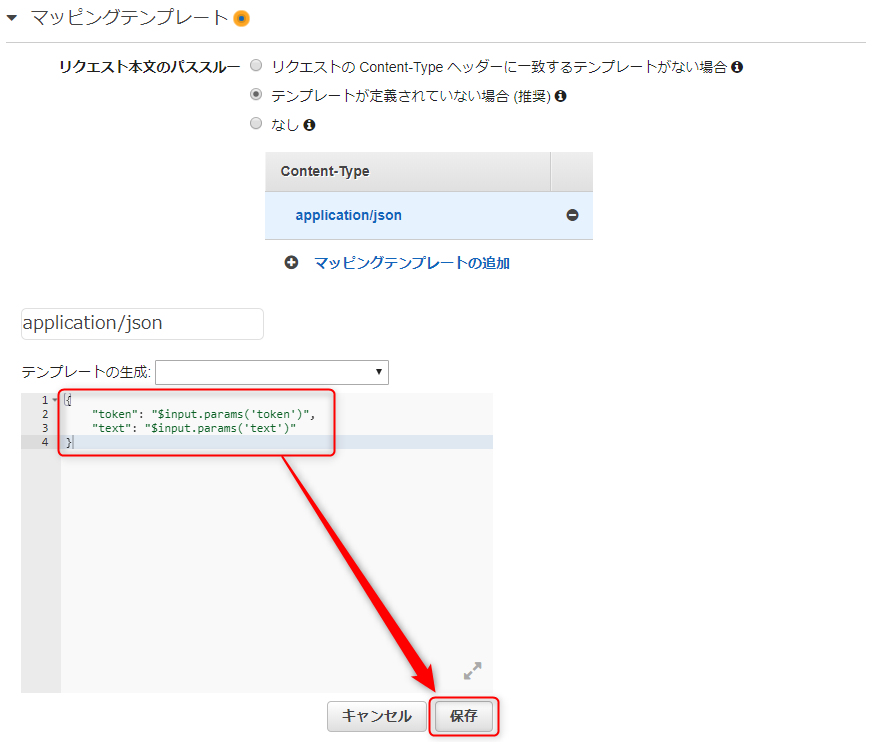 マッピングテンプレート
リクエスト本文のパススルー
リクエストの Content-Type ヘッダーに一致するテンプレートがない場合
テンプレートが定義されていない場合 (推奨)
なし
Content-Type
application/json
マッピングテンプレートの追加
application/json
テンプレートの生成:
1 {
2 "token": "$input.params('token')",
3 "text": "$input.params('text')"
4 }
キャンセル 保存